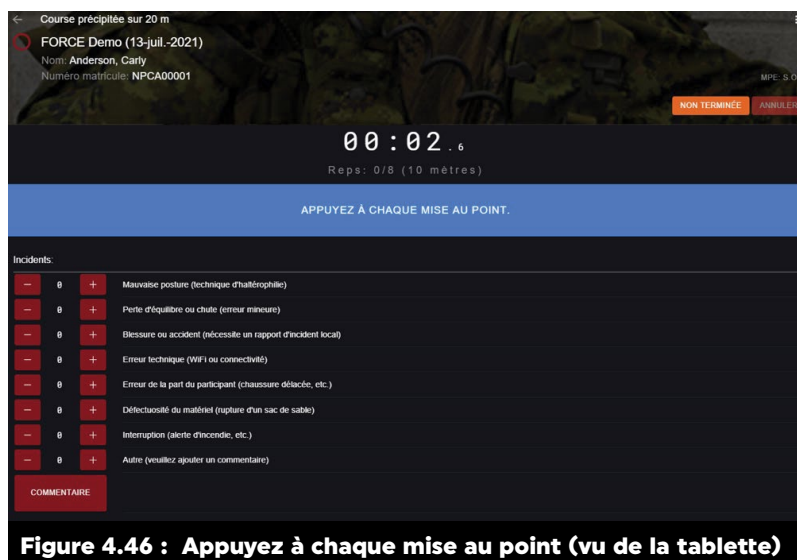 Course précipitée sur 20 m
FORCE Demo (13-juil.-2021)
Nom: Anderson, Carly
Numéro matricule: NPCA00001
MPE: S.O
NON TERMINÉE ANNULER
00:02.6
Reps: 0/8 (10 mètres)
APPUYEZ À CHAQUE MISE AU POINT.
Incidents:
− 0 + Mauvaise posture (technique d'haltérophilie)
− 0 + Perte d'équilibre ou chute (erreur mineure)
− 0 + Blessure ou accident (nécessite un rapport d'incident local)
− 0 + Erreur technique (WiFi ou connectivité)
− 0 + Erreur de la part du participant (chaussure délacée, etc.)
− 0 + Défectuosité du matériel (rupture d'un sac de sable)
− 0 + Interruption (alerte d'incendie, etc.)
− 0 + Autre (veuillez ajouter un commentaire)
COMMENTAIRE
Figure 4.46 : Appuyez à chaque mise au point (vu de la tablette)